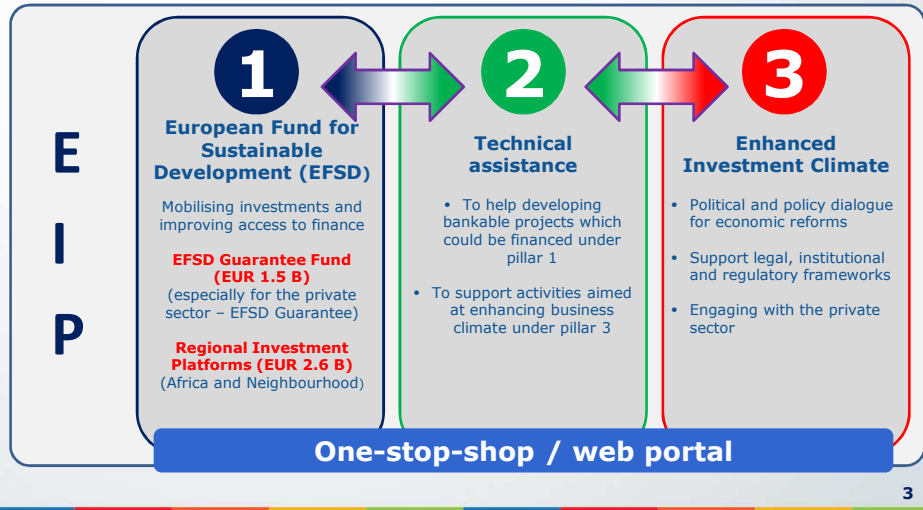 E
I
P
1
European Fund for
Sustainable
Development (EFSD)
Mobilising investments and
improving access to finance
EFSD Guarantee Fund
(EUR 1.5 B)
(especially for the private
sector – EFSD Guarantee)
Regional Investment
Platforms (EUR 2.6 B)
(Africa and Neighbourhood)
2
Technical
assistance
• To help developing
bankable projects which
could be financed under
pillar 1
• To support activities aimed
at enhancing business
climate under pillar 3
3
Enhanced
Investment Climate
• Political and policy dialogue
for economic reforms
• Support legal, institutional
and regulatory frameworks
• Engaging with the private
sector
One-stop-shop / web portal
3